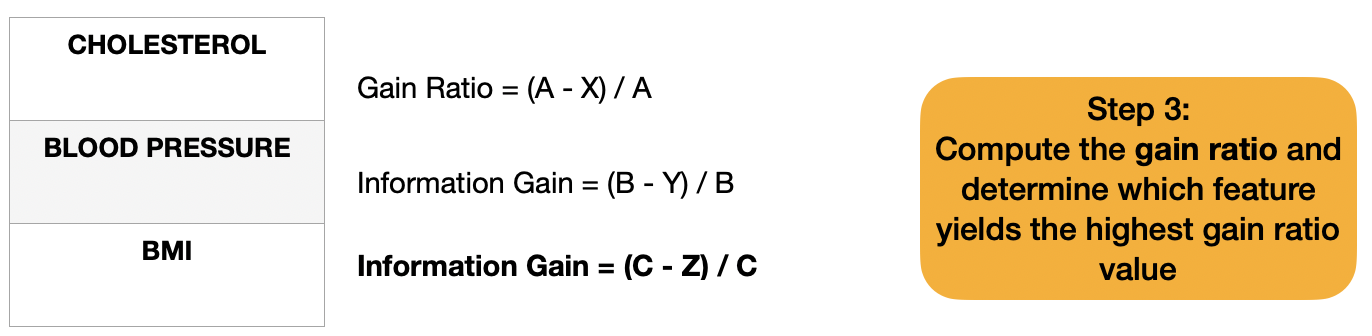 CHOLESTEROL
Gain Ratio = (A - X) / A
BLOOD PRESSURE
Information Gain = (B - Y) / B
BMI
Information Gain = (C - Z) / C
Step 3:
Compute the gain ratio and
determine which feature
yields the highest gain ratio
value